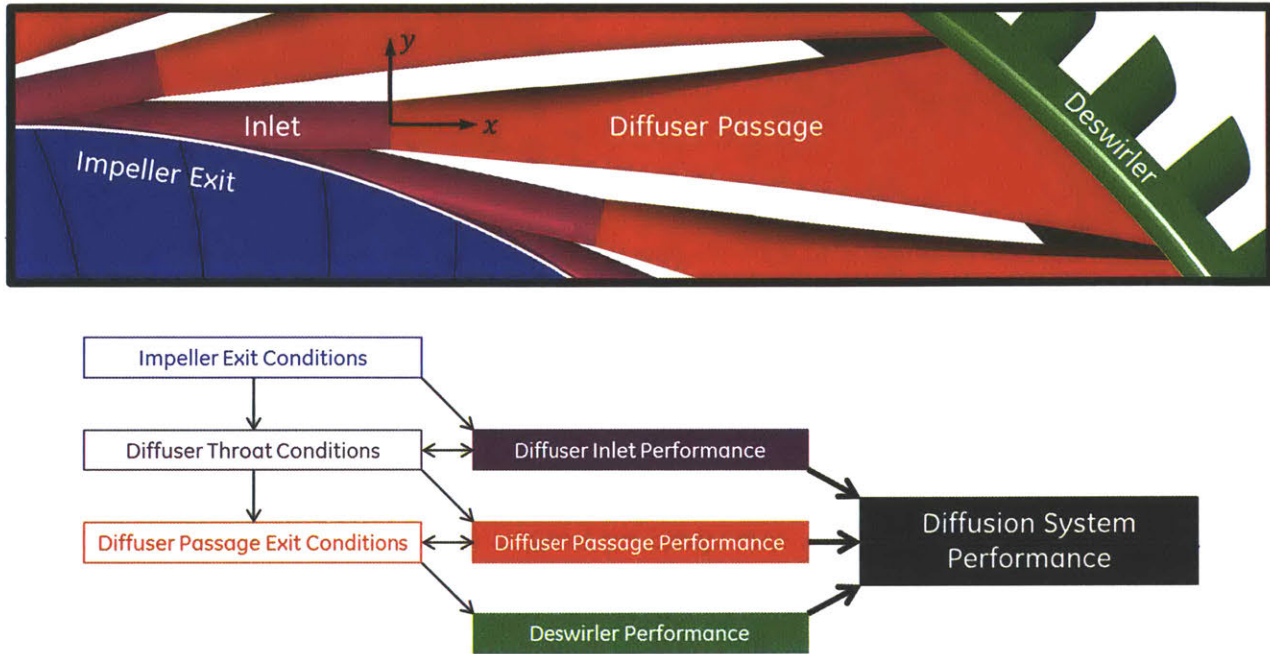 y
Inlet
x
Diffuser Passage
Deswirler
Impeller Exit
Impeller Exit Conditions
Diffuser Throat Conditions
Diffuser Inlet Performance
Diffuser Passage Exit Conditions
Diffuser Passage Performance
Diffusion System
Performance
Deswirler Performance